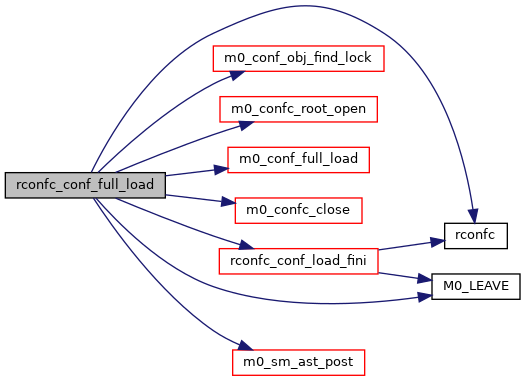 m0_conf_obj_find_lock
m0_confc_root_open
m0_conf_full_load
rconfc_conf_full_load
m0_confc_close
rconfc
rconfc_conf_load_fini
M0_LEAVE
m0_sm_ast_post